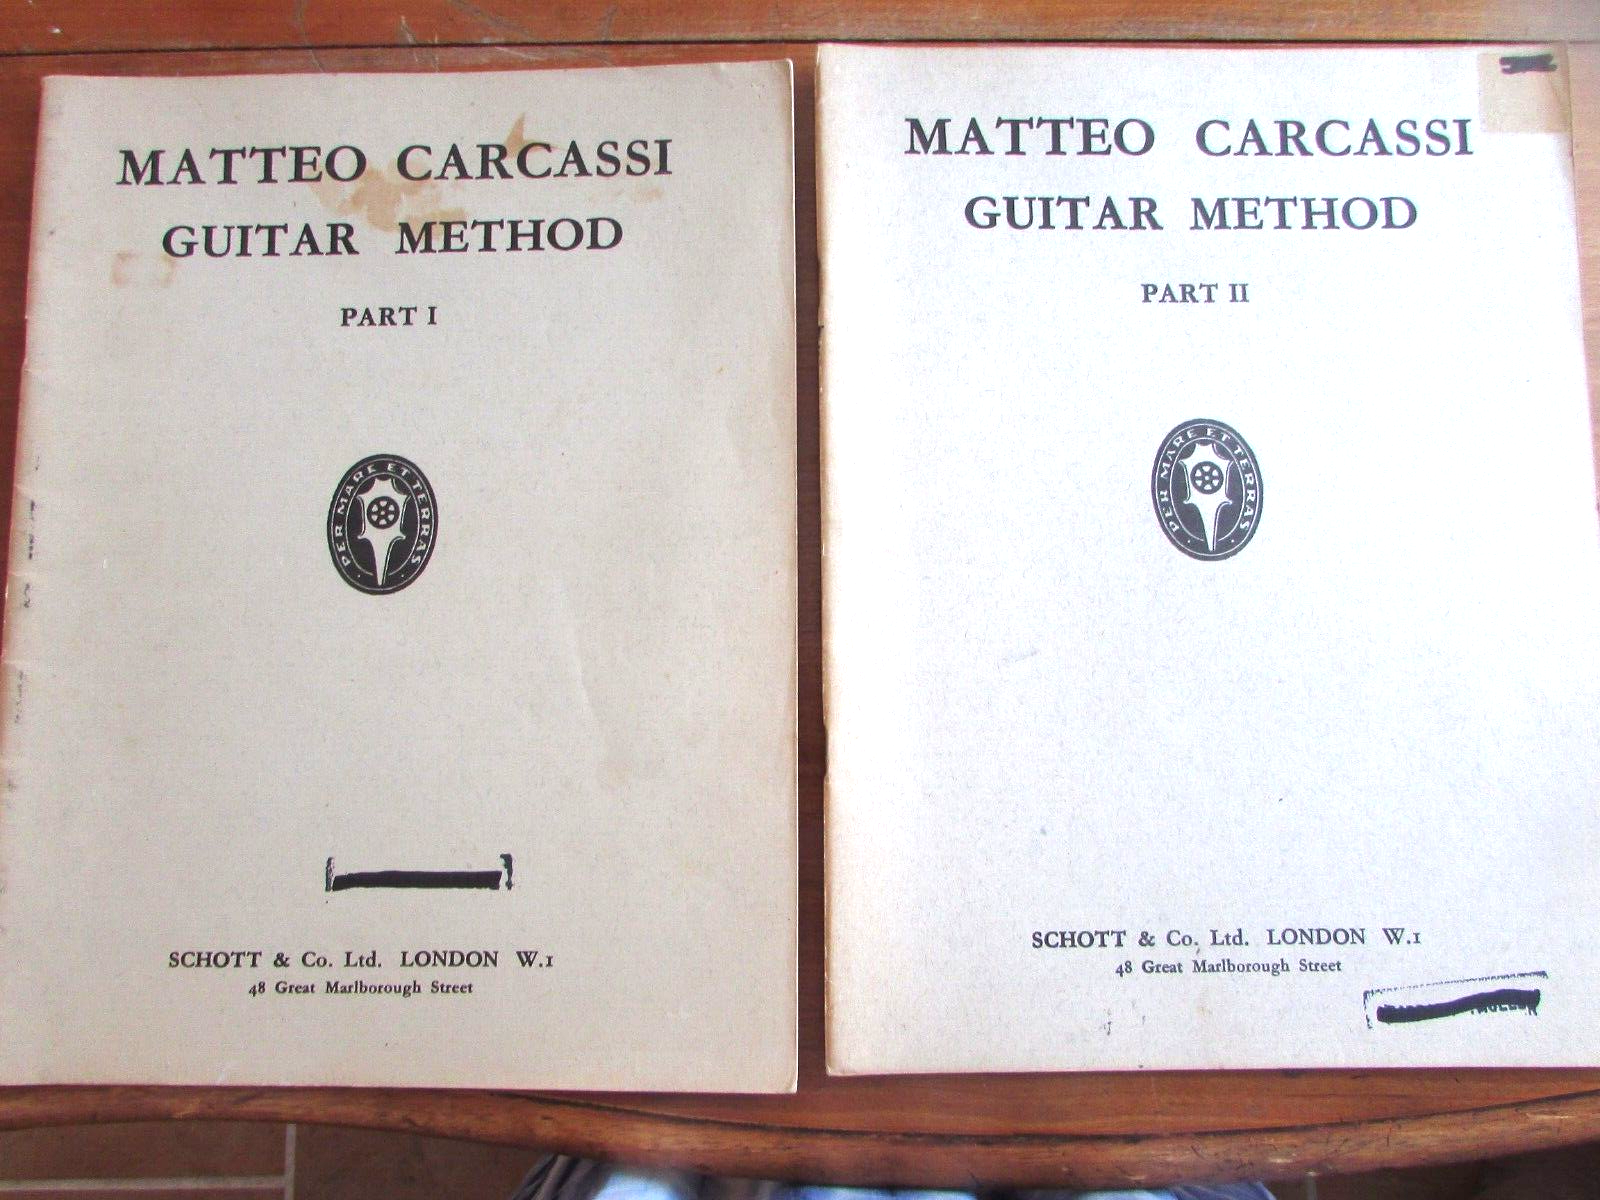 MATTEO CARCASSI
GUITAR METHOD
PART I
PER MARE ET TERRAS
SCHOTT & Co. Ltd. LONDON W.1
48 Great Marlborough Street
MATTEO CARCASSI
GUITAR METHOD
PART II
PER MARE ET TERRAS
SCHOTT & Co. Ltd. LONDON W.1
48 Great Marlborough Street